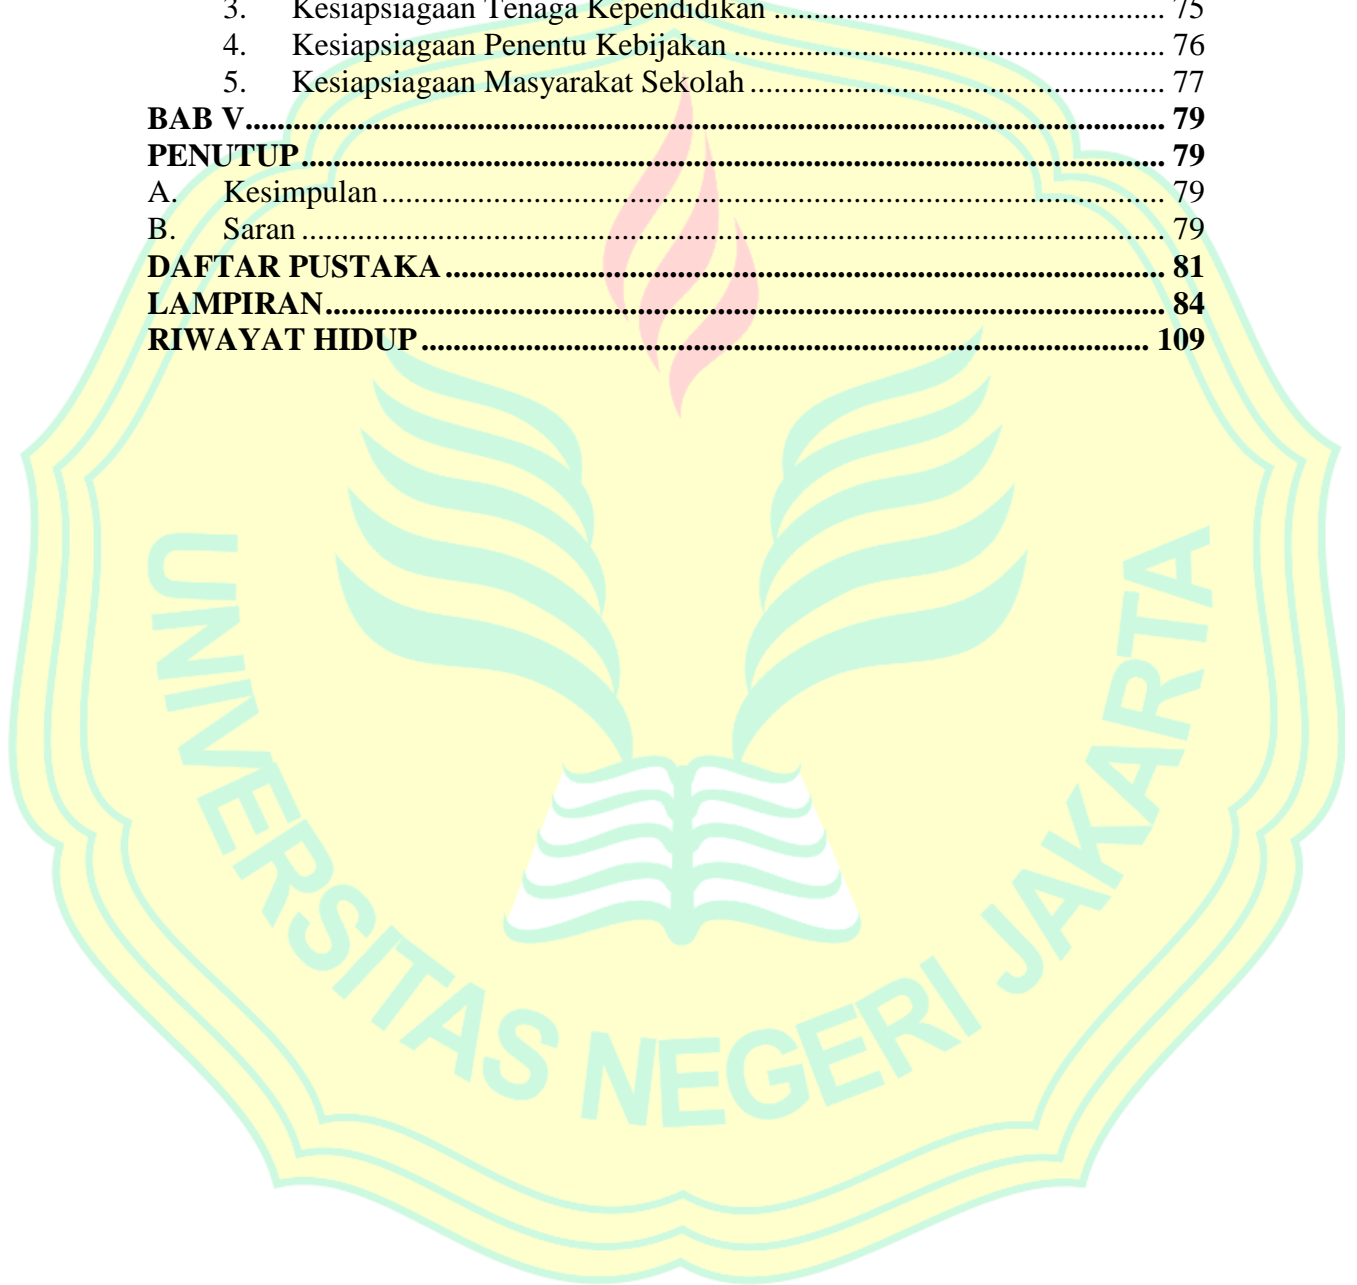 3. Kesiapsiagaan Tenaga Kependidikan ................................................ 75
4. Kesiapsiagaan Penentu Kebijakan ..................................................... 76
5. Kesiapsiagaan Masyarakat Sekolah ................................................... 77
BAB V.................................................................................................................. 79
PENUTUP........................................................................................................... 79
A. Kesimpulan ................................................................................................ 79
B. Saran .......................................................................................................... 79
DAFTAR PUSTAKA ......................................................................................... 81
LAMPIRAN........................................................................................................ 84
RIWAYAT HIDUP ........................................................................................... 109
UNIVERSITAS NEGERI JAKARTA